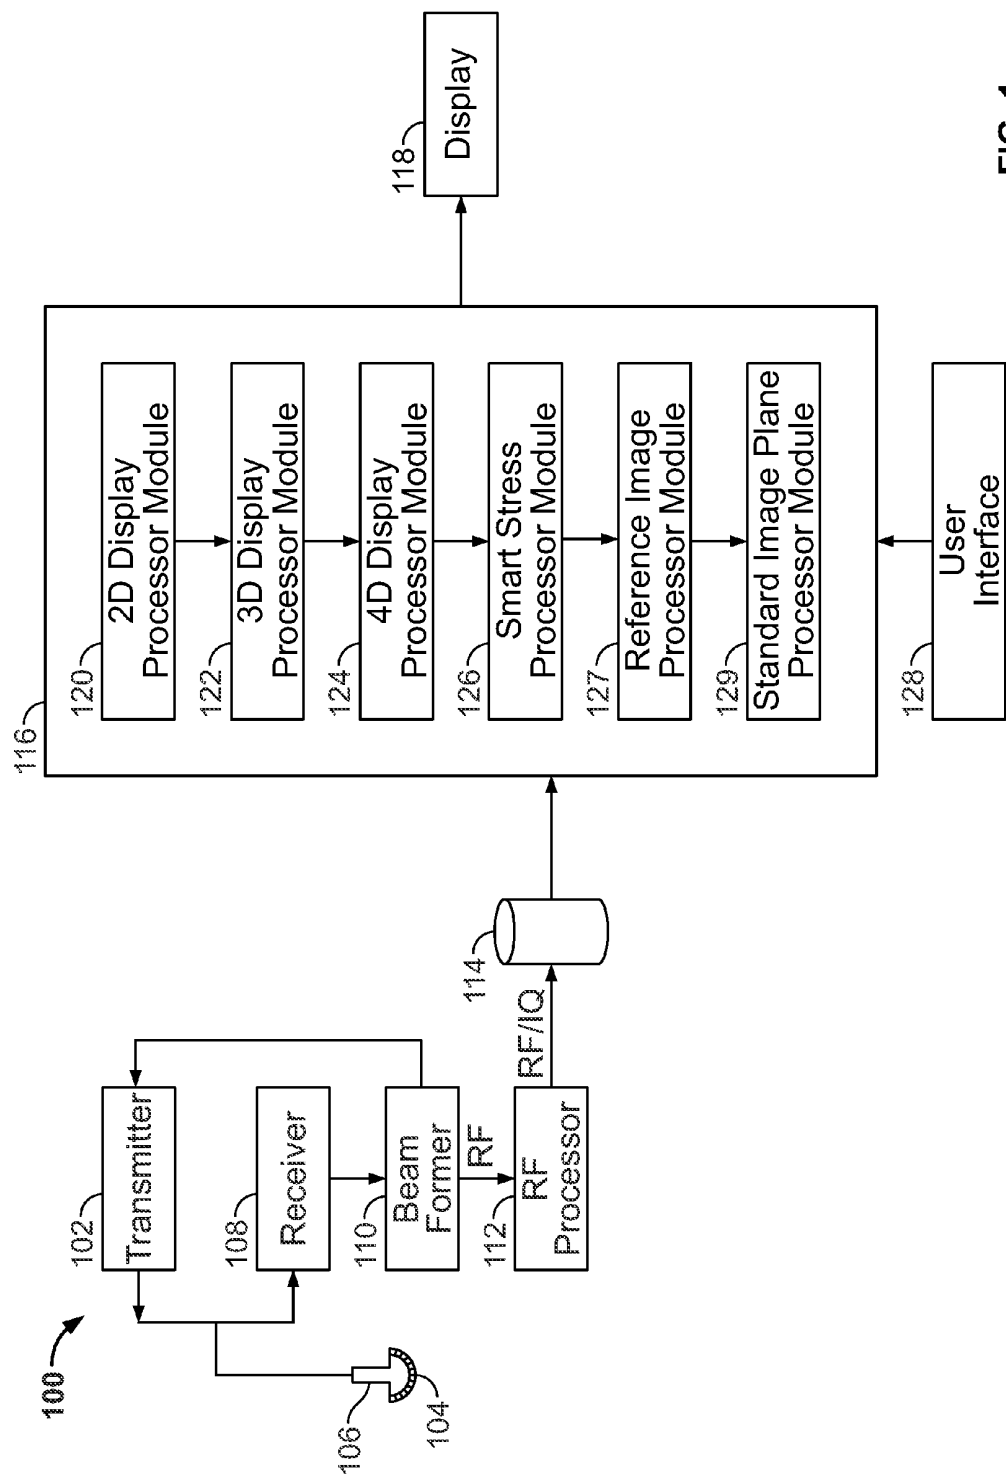 100
102
Transmitter
106
104
108
Receiver
110
Beam
Former
RF
112
RF
Processor
RF/IQ
114
116
120
2D Display
Processor Module
122
3D Display
Processor Module
124
4D Display
Processor Module
126
Smart Stress
Processor Module
127
Reference Image
Processor Module
129
Standard Image Plane
Processor Module
128
User
Interface
118
Display